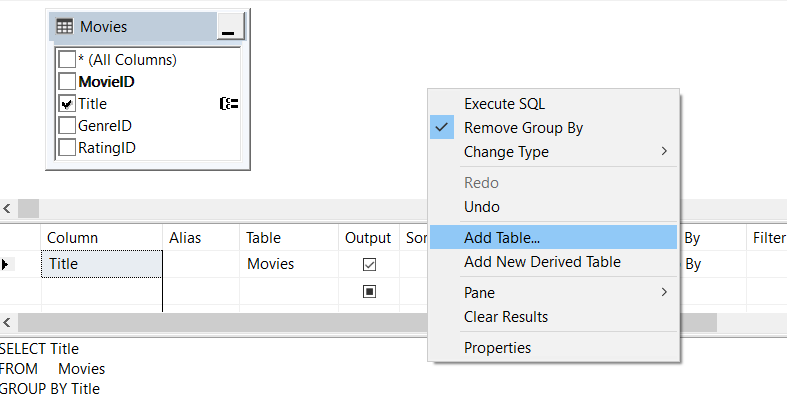 Movies
* (All Columns)
MovieID
Title
GenreID
RatingID
Execute SQL
Remove Group By
Change Type
Redo
Undo
Add Table...
Add New Derived Table
Pane
Clear Results
Properties
Column Alias Table Output Sor By Filter
Title Movies By
SELECT Title
FROM Movies
GROUP BY Title